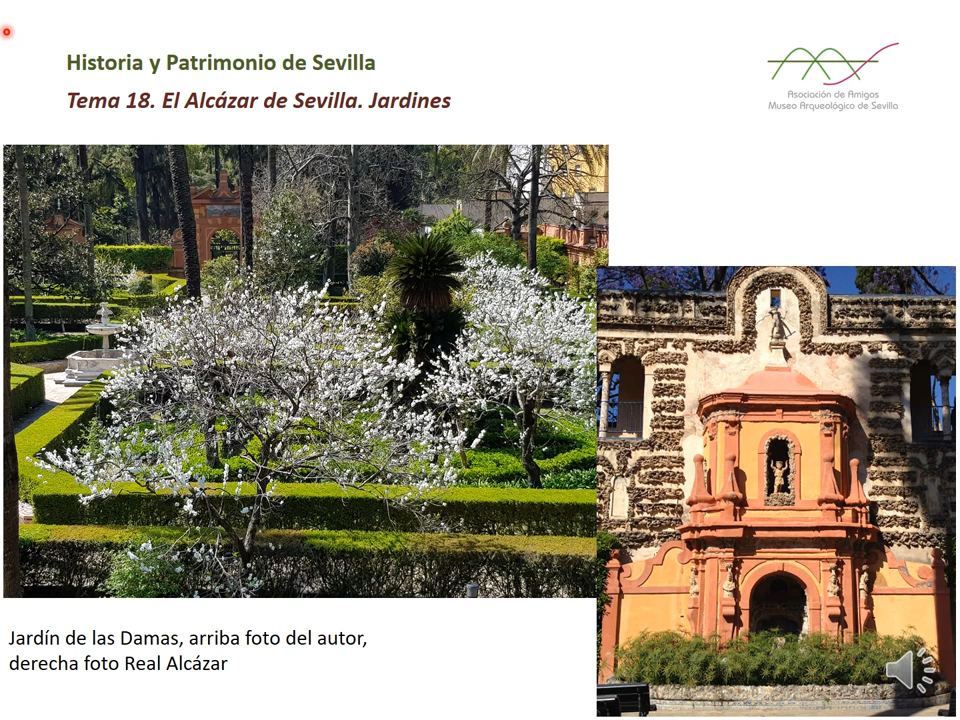 Historia y Patrimonio de Sevilla
Tema 18. El Alcázar de Sevilla. Jardines
Asociación de Amigos
Museo Arqueológico de Sevilla
Jardín de las Damas, arriba foto del autor,
derecha foto Real Alcázar